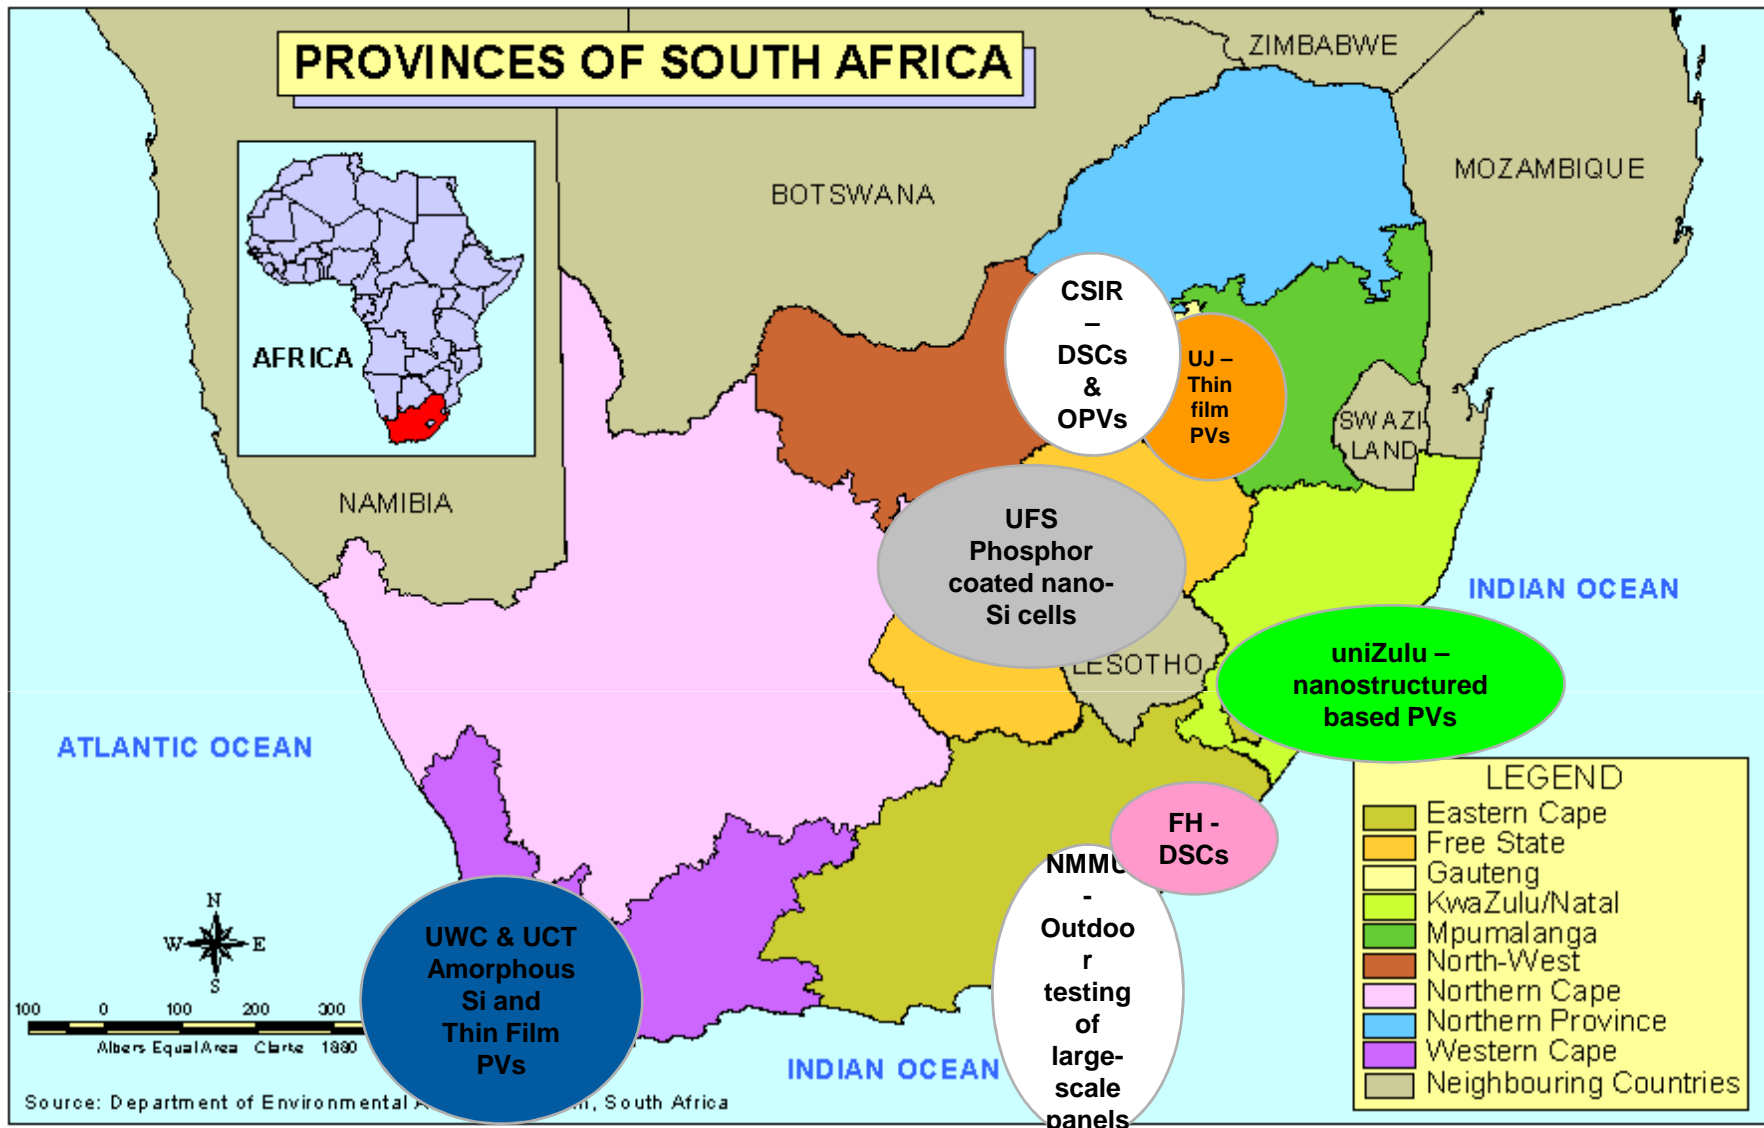 PROVINCES OF SOUTH AFRICA
ZIMBABWE
MOZAMBIQUE
BOTSWANA
AFRICA
NAMIBIA
CSIR
–
DSCs
&
OPVs
UJ –
Thin
film
PVs
SWAZI
LAND
UFS
Phosphor
coated nano-
Si cells
INDIAN OCEAN
LESOTHO
uniZulu –
nanostructured
based PVs
ATLANTIC OCEAN
FH -
DSCs
NMMU
-
Outdoo
r
testing
of
large-
scale
panels
UWC & UCT
Amorphous
Si and
Thin Film
PVs
INDIAN OCEAN
LEGEND
Eastern Cape
Free State
Gauteng
KwaZulu/Natal
Mpumalanga
North-West
Northern Cape
Northern Province
Western Cape
Neighbouring Countries
N
W E
S
100 0 100 200 300
Albers Equal Area Clarke 1880
Source: Department of Environmental , South Africa